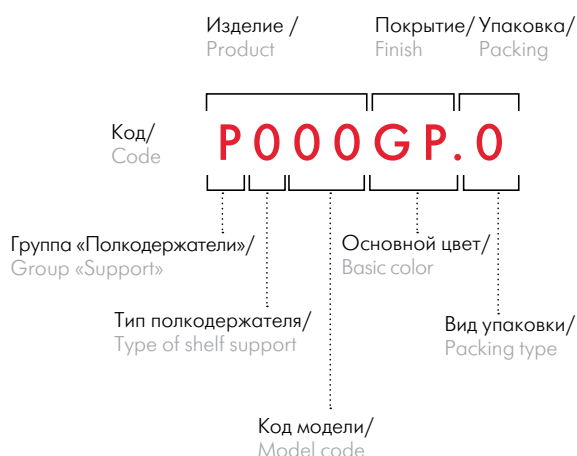 Изделие /
Product
Покрытие/
Finish
Упаковка/
Packing
Код/
Code
P000GP.0
Группа «Полкодержатели»/
Group «Support»
Основной цвет/
Basic color
Тип полкодержателя/
Type of shelf support
Вид упаковки/
Packing type
Код модели/
Model code